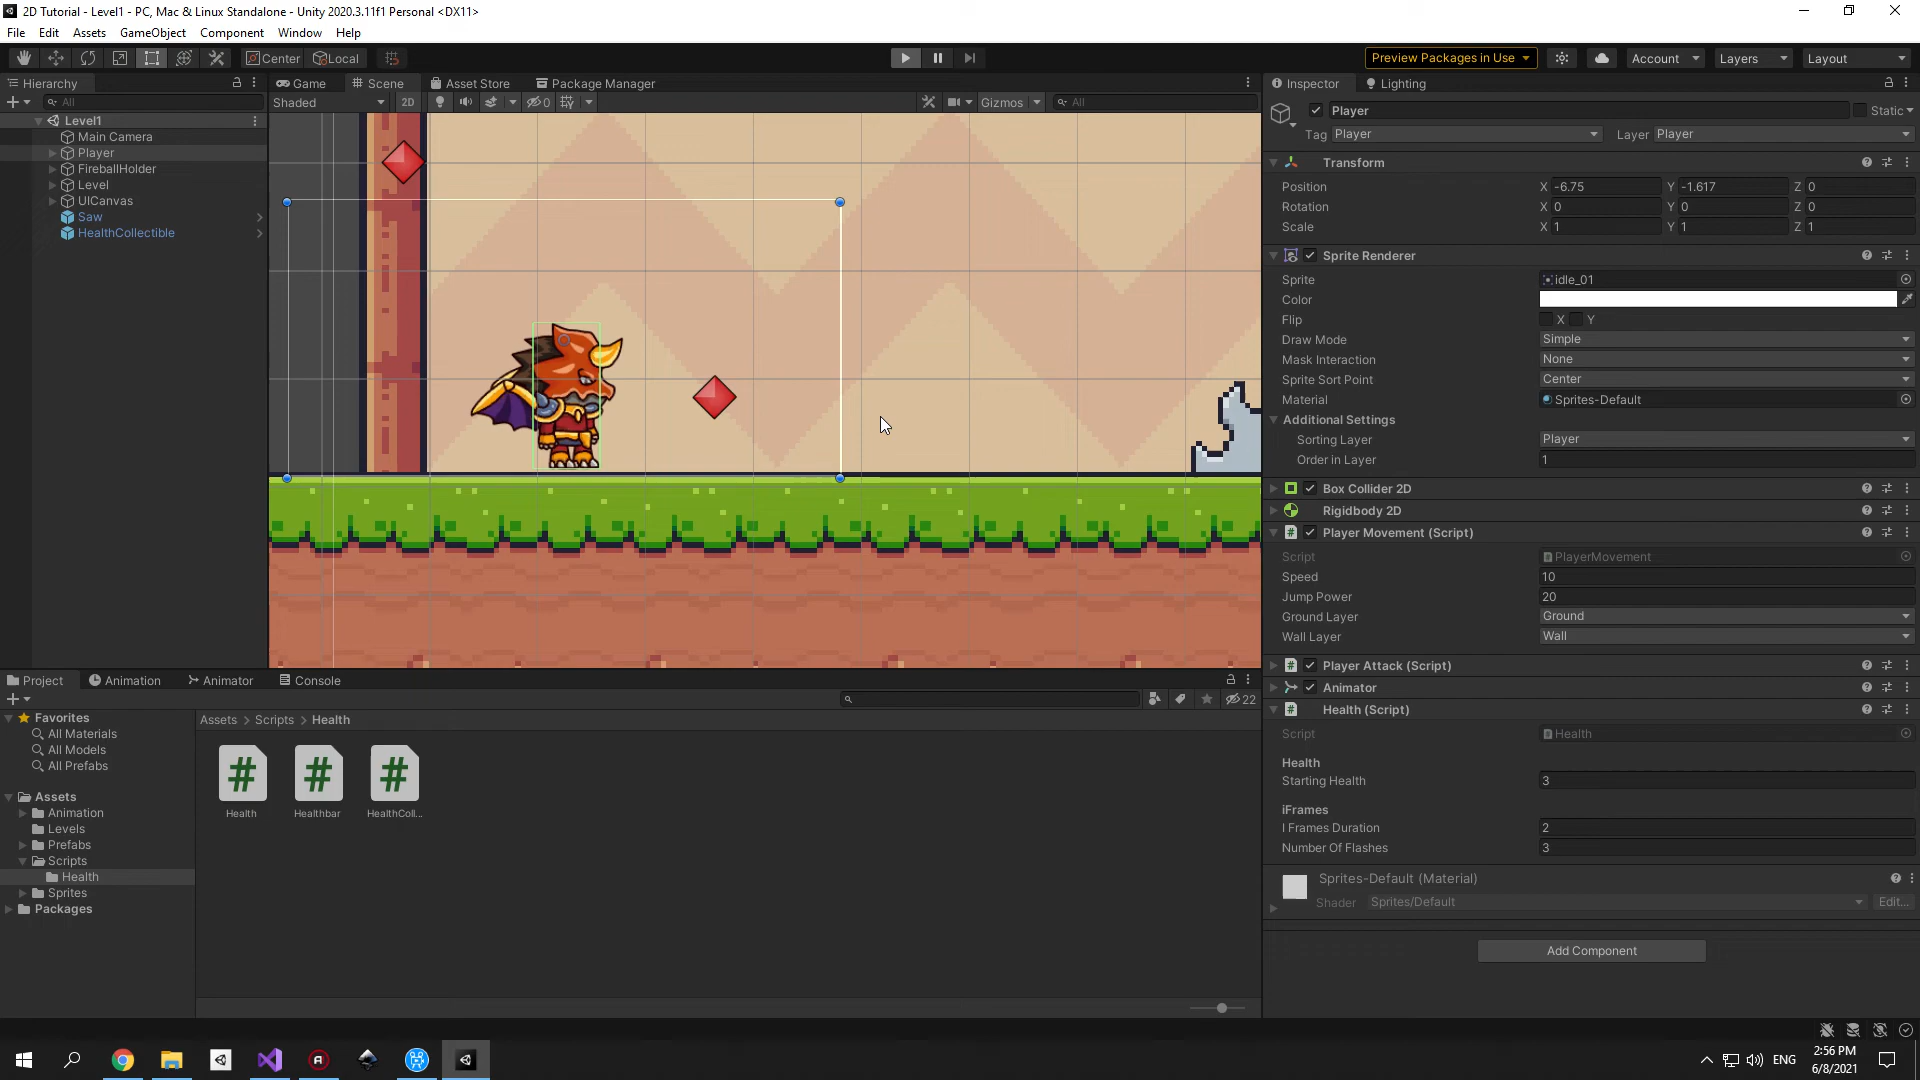 2D Tutorial - Level1 - PC, Mac & Linux Standalone - Unity 2020.3.11f1 Personal <DX11>
File Edit Assets GameObject Component Window Help
Center Local Preview Packages in Use Account Layers Layout
Hierarchy Game Scene Asset Store Package Manager Inspector Lighting
All Shaded 2D 0 Gizmos All
Level1
Main Camera
Player
FireballHolder
Level
UICanvas
Saw
HealthCollectible
Player Static
Tag Player Layer Player
Transform
Position X -6.75 Y -1.617 Z 0
Rotation X 0 Y 0 Z 0
Scale X 1 Y 1 Z 1
Sprite Renderer
Sprite idle_01
Color
Flip X Y
Draw Mode Simple
Mask Interaction None
Sprite Sort Point Center
Material Sprites-Default
Additional Settings
Sorting Layer Player
Order in Layer 1
Box Collider 2D
Rigidbody 2D
Player Movement (Script)
Script PlayerMovement
Speed 10
Jump Power 20
Ground Layer Ground
Wall Layer Wall
Player Attack (Script)
Animator
Health (Script)
Script Health
Health
Starting Health 3
iFrames
I Frames Duration 2
Number Of Flashes 3
Sprites-Default (Material)
Shader Sprites/Default Edit...
Add Component
Project Animation Animator Console
22
Favorites
All Materials
All Models
All Prefabs
Assets
Animation
Levels
Prefabs
Scripts
Health
Sprites
Packages
Assets > Scripts > Health
Health Healthbar HealthColl...
ENG
2:56 PM
6/8/2021